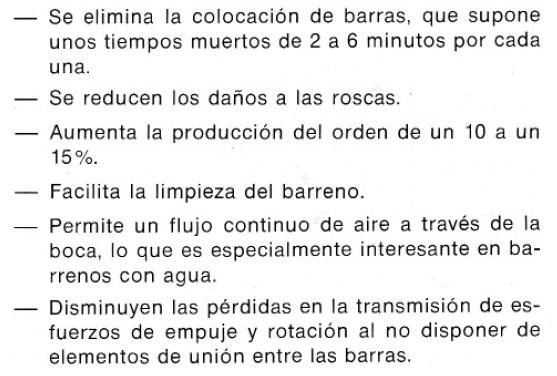 — Se elimina la colocación de barras, que supone
unos tiempos muertos de 2 a 6 minutos por cada
una.
— Se reducen los daños a las roscas.
— Aumenta la producción del orden de un 10 a un
15%.
— Facilita la limpieza del barreno.
— Permite un flujo continuo de aire a través de la
boca, lo que es especialmente interesante en ba-
rrenos con agua.
— Disminuyen las pérdidas en la transmisión de es-
fuerzos de empuje y rotación al no disponer de
elementos de unión entre las barras.